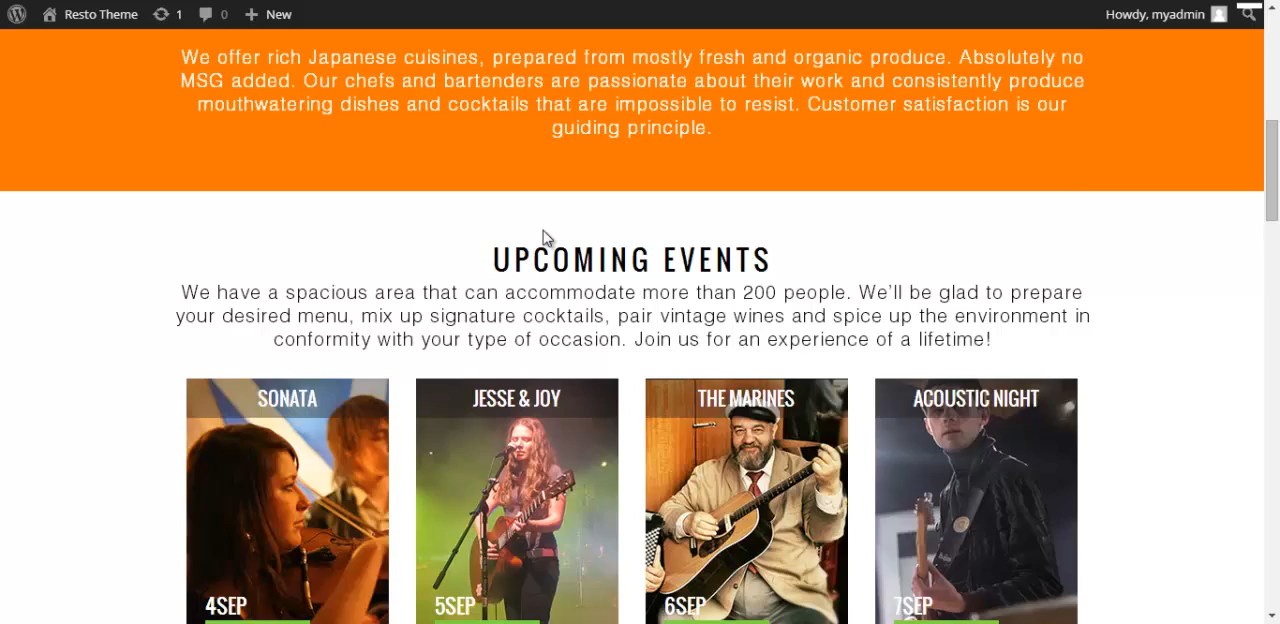 Resto Theme 1 0 New Howdy, myadmin
We offer rich Japanese cuisines, prepared from mostly fresh and organic produce. Absolutely no
MSG added. Our chefs and bartenders are passionate about their work and consistently produce
mouthwatering dishes and cocktails that are impossible to resist. Customer satisfaction is our
guiding principle.
UPCOMING EVENTS
We have a spacious area that can accommodate more than 200 people. We'll be glad to prepare
your desired menu, mix up signature cocktails, pair vintage wines and spice up the environment in
conformity with your type of occasion. Join us for an experience of a lifetime!
SONATA JESSE & JOY THE MARINES ACOUSTIC NIGHT
4SEP 5SEP 6SEP 7SEP